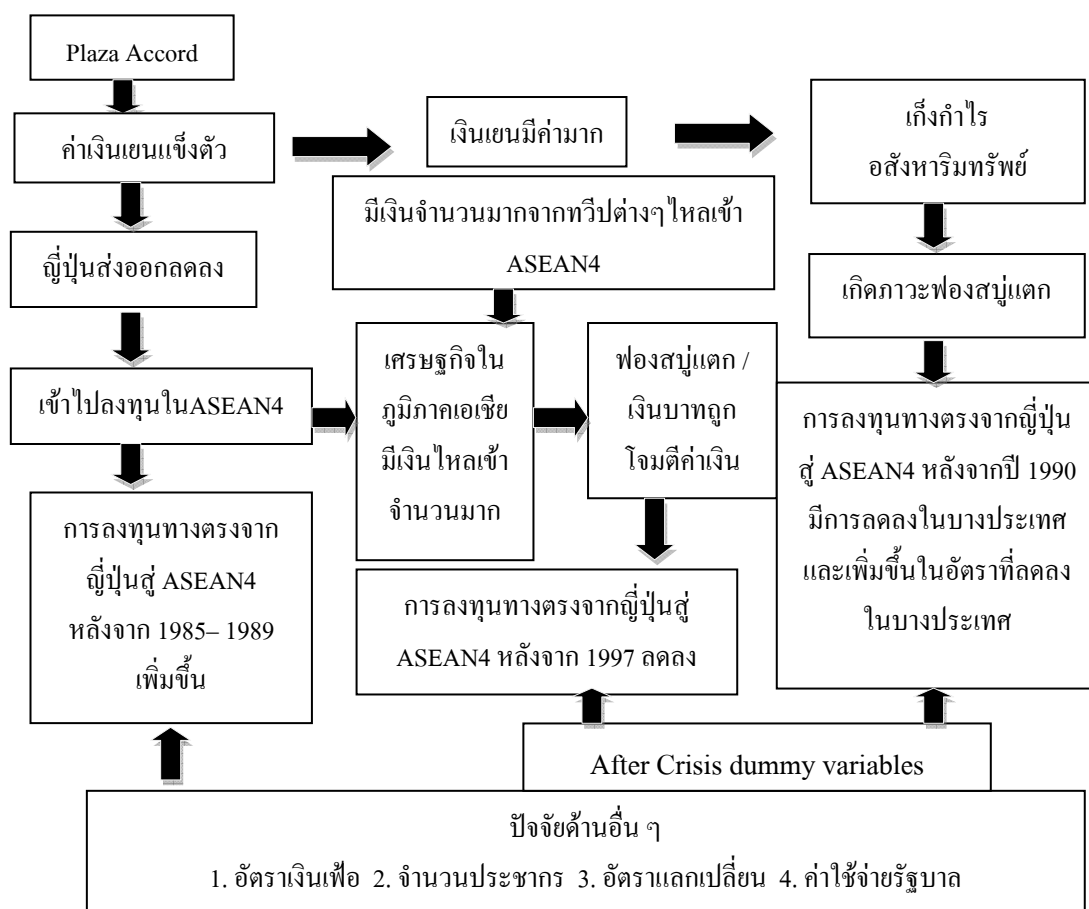 Plaza Accord
ค่าเงินเยนแข็งตัว
เงินเยนมีค่ามาก
เก็งกำไร
อสังหาริมทรัพย์
มีเงินจำนวนมากจากทวีปต่างๆไหลเข้า
ASEAN4
ญี่ปุ่นส่งออกลดลง
เกิดภาวะฟองสบู่แตก
เข้าไปลงทุนในASEAN4
เศรษฐกิจใน
ภูมิภาคเอเชีย
มีเงินไหลเข้า
จำนวนมาก
ฟองสบู่แตก /
เงินบาทถูก
โจมตีค่าเงิน
การลงทุนทางตรงจากญี่ปุ่น
สู่ ASEAN4 หลังจากปี 1990
มีการลดลงในบางประเทศ
และเพิ่มขึ้นในอัตราที่ลดลง
ในบางประเทศ
การลงทุนทางตรงจาก
ญี่ปุ่นสู่ ASEAN4
หลังจาก 1985– 1989
เพิ่มขึ้น
การลงทุนทางตรงจากญี่ปุ่นสู่
ASEAN4 หลังจาก 1997 ลดลง
After Crisis dummy variables
ปัจจัยด้านอื่น ๆ
1. อัตราเงินเฟ้อ 2. จำนวนประชากร 3. อัตราแลกเปลี่ยน 4. ค่าใช้จ่ายรัฐบาล